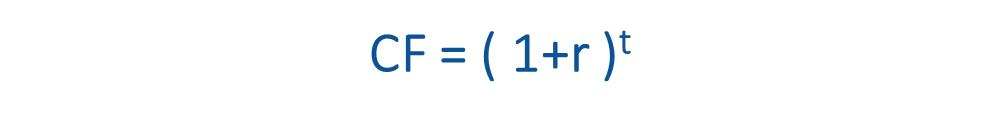 CF = ( 1+r )ᵗ